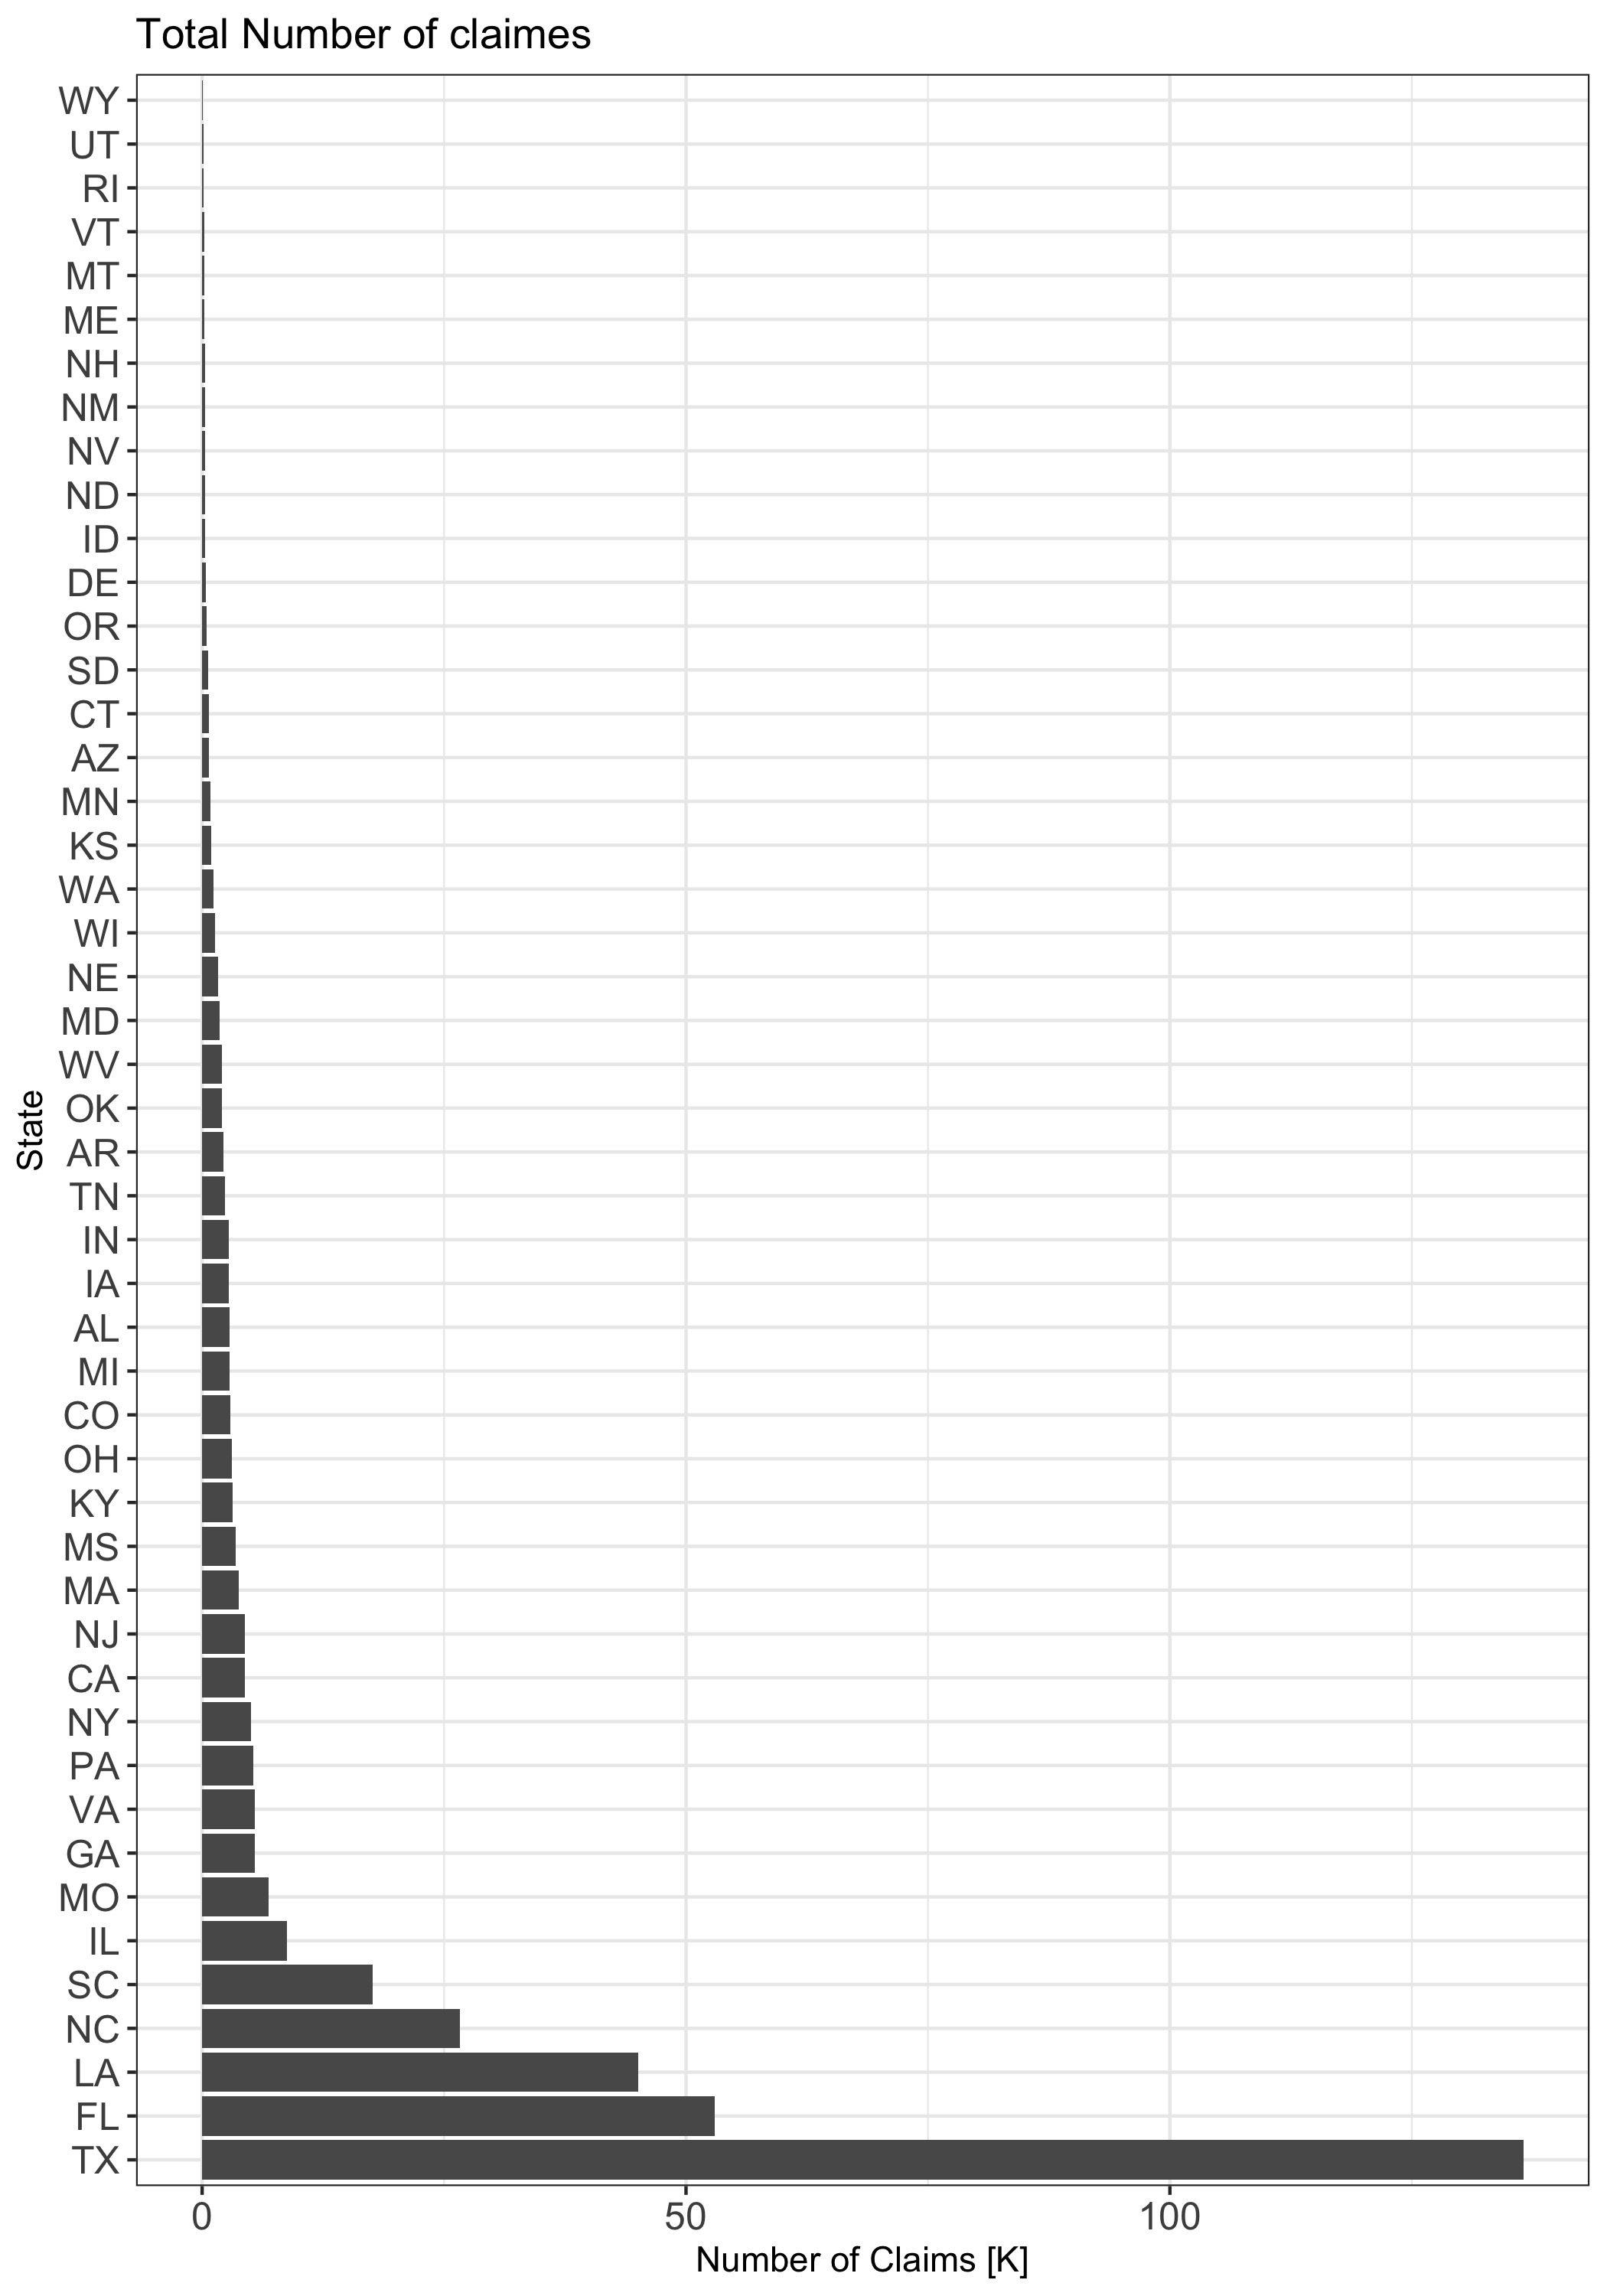 Total Number of claimes
WY
UT
RI
VT
MT
ME
NH
NM
NV
ND
ID
DE
OR
SD
CT
AZ
MN
KS
WA
WI
NE
MD
WV
OK
AR
TN
IN
IA
AL
MI
CO
OH
KY
MS
MA
NJ
CA
NY
PA
VA
GA
MO
IL
SC
NC
LA
FL
TX
State
0 50 100
Number of Claims [K]